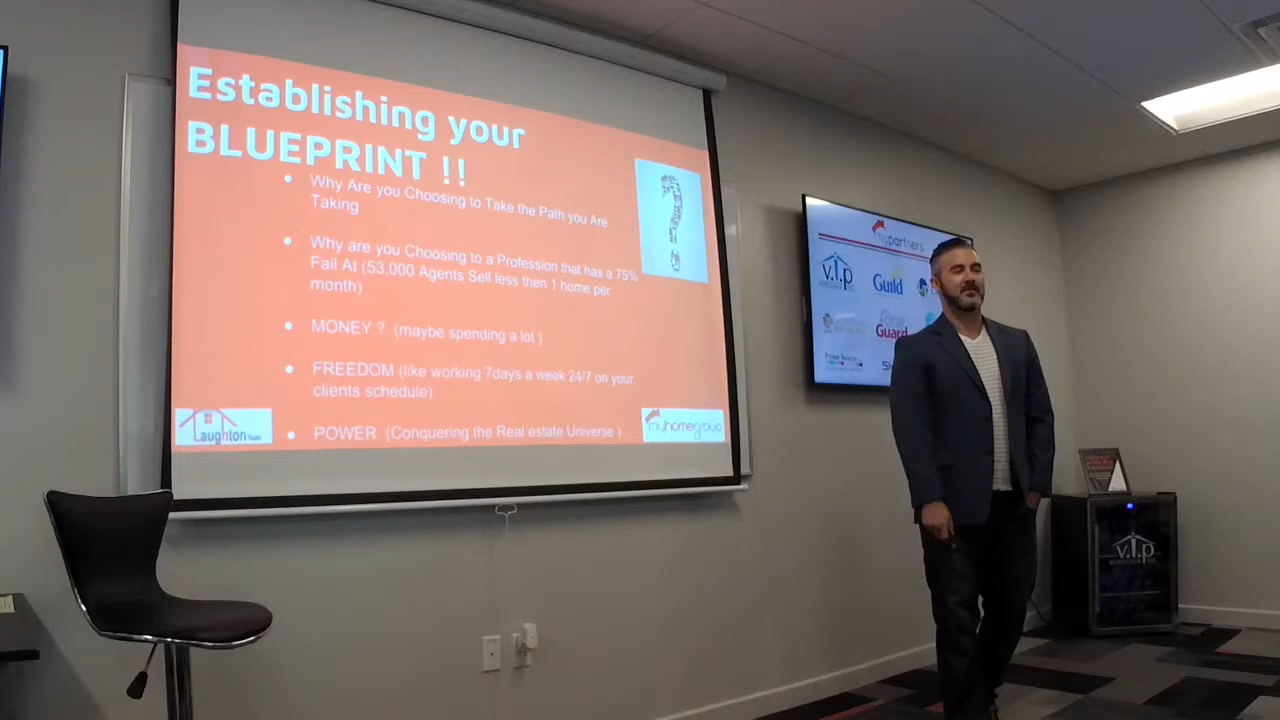 Establishing your
BLUEPRINT !!
Why Are you Choosing to Take the Path you Are
Taking
Why are you Choosing to a Profession that has a 75%
Fail At (53,000 Agents Sell less then 1 home per
month)
MONEY ? (maybe spending a lot )
FREEDOM (like working 7days a week 24/7 on your
clients schedule)
POWER (Conquering the Real estate Universe )
Laughton Team
myhomegroup
mypartners
v.i.p
Guild
Guard
v.i.p